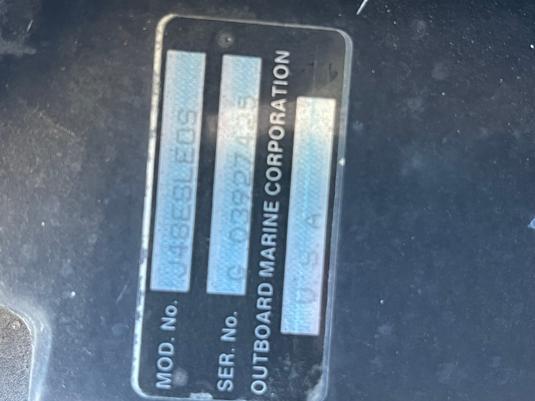 MOD. No. J48ESLEOS
SER. No. G 03927435
OUTBOARD MARINE CORPORATION
U.S.A